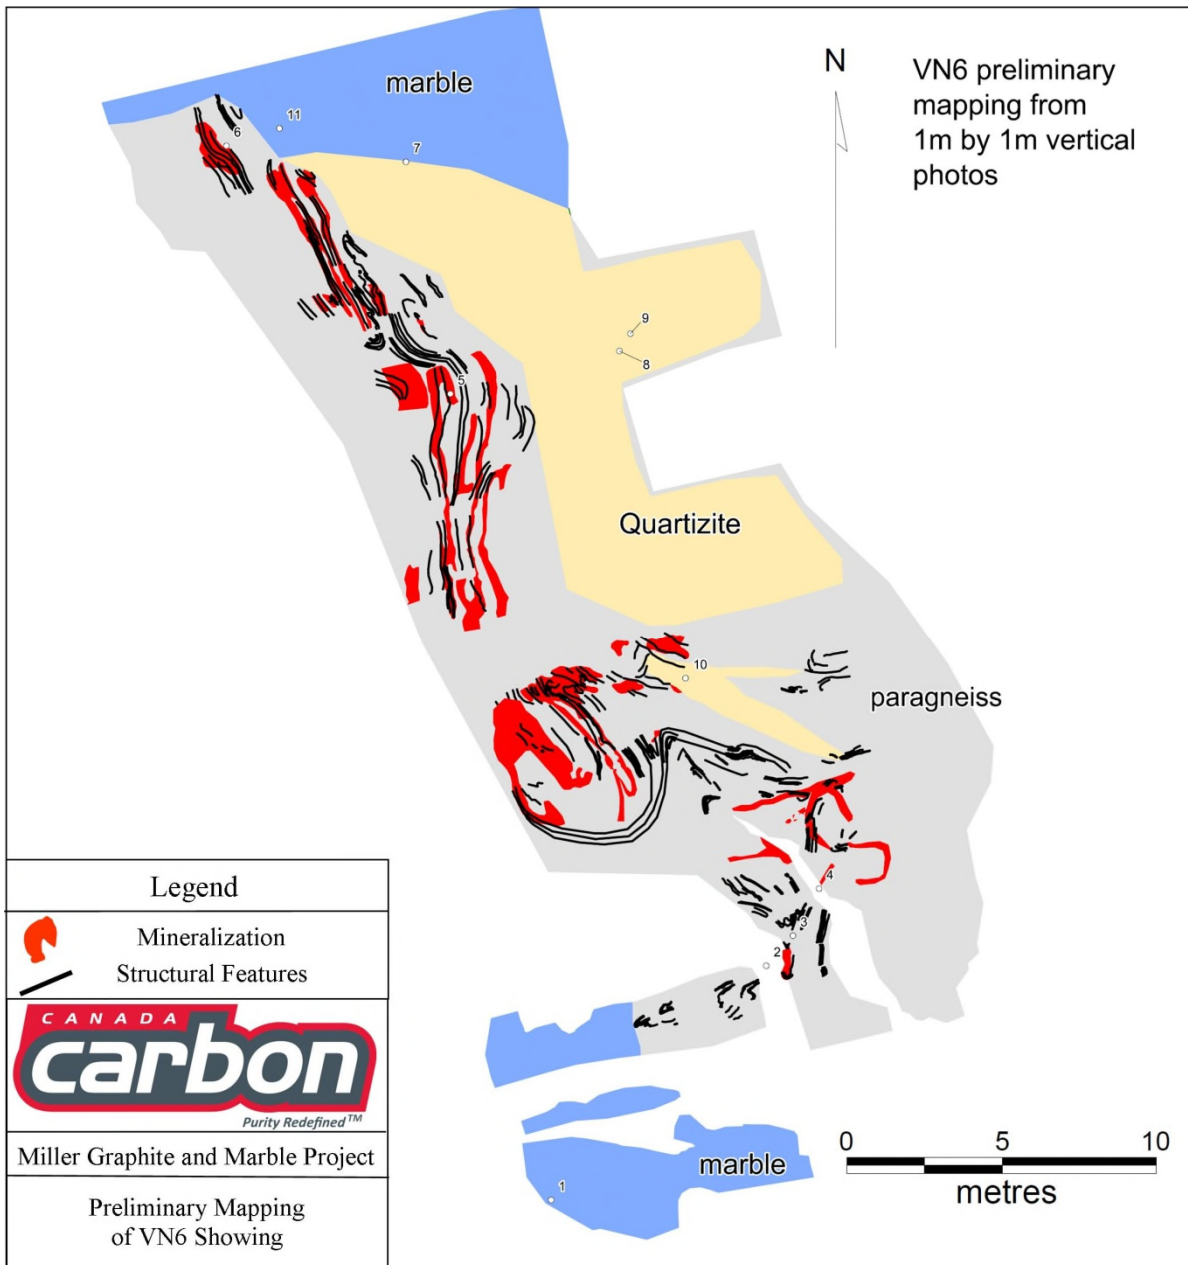 marble
N
VN6 preliminary
mapping from
1m by 1m vertical
photos
11
6
7
9
8
5
Quartizite
10
paragneiss
4
3
2
Legend
Mineralization
Structural Features
CANADA
carbon
Purity Redefined™
Miller Graphite and Marble Project
Preliminary Mapping
of VN6 Showing
marble
1
0 5 10
metres